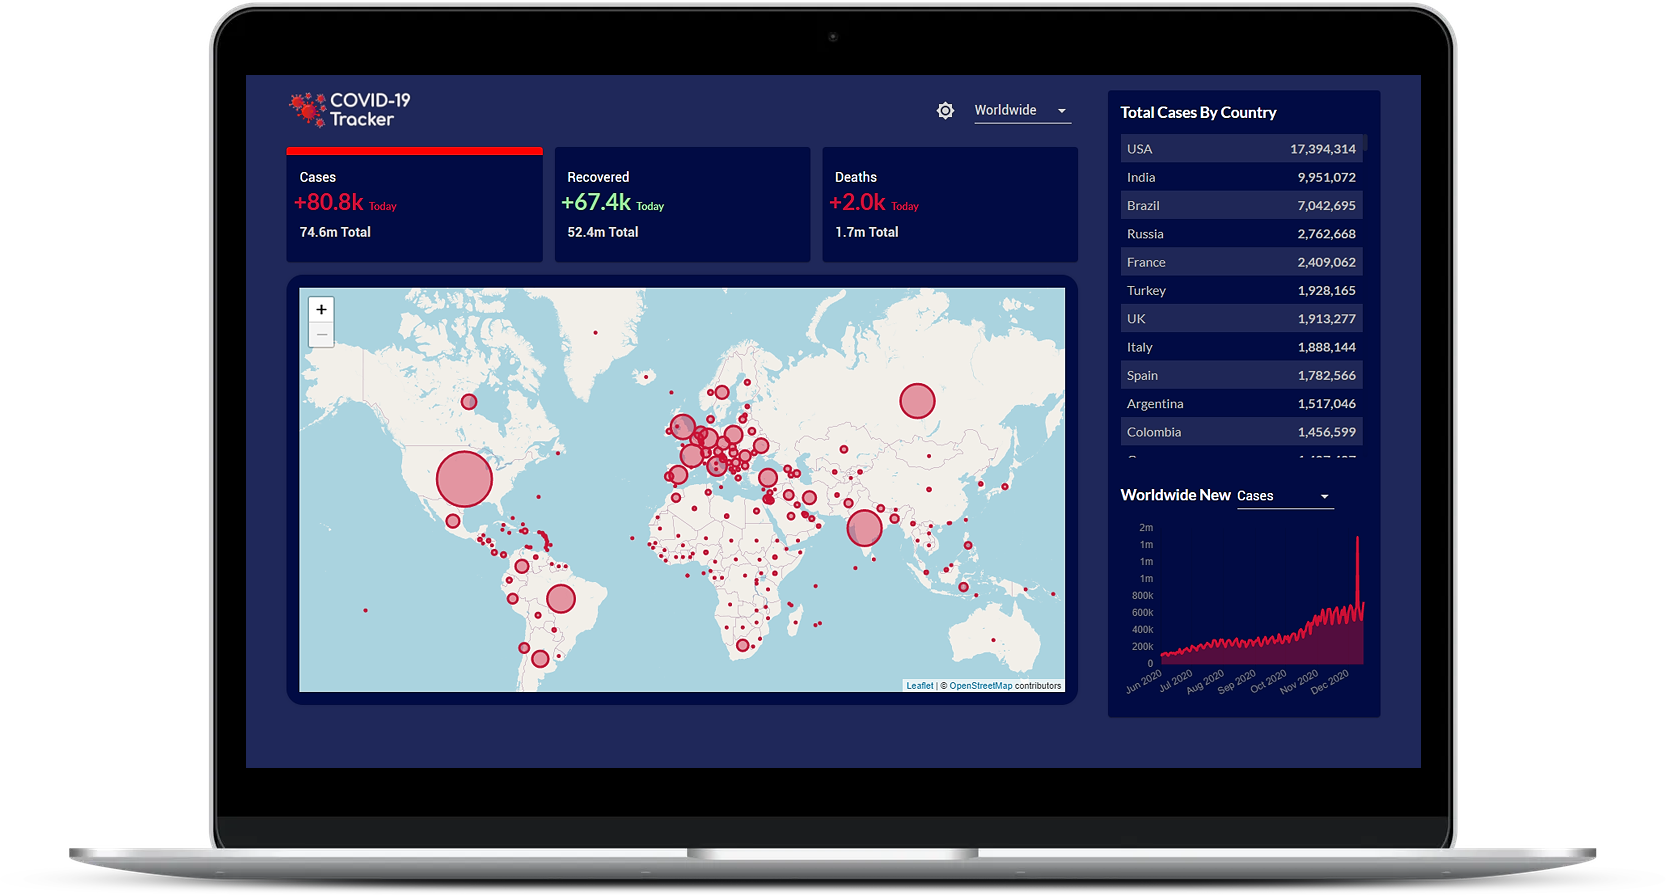 COVID-19
Tracker
Worldwide
Cases
+80.8k Today
74.6m Total
Recovered
+67.4k Today
52.4m Total
Deaths
+2.0k Today
1.7m Total
+
−
Leaflet | © OpenStreetMap contributors
Total Cases By Country
USA 17,394,314
India 9,951,072
Brazil 7,042,695
Russia 2,762,668
France 2,409,062
Turkey 1,928,165
UK 1,913,277
Italy 1,888,144
Spain 1,782,566
Argentina 1,517,046
Colombia 1,456,599
Worldwide New Cases
2m
1m
1m
1m
800k
600k
400k
200k
0
Jun 2020
Jul 2020
Aug 2020
Sep 2020
Oct 2020
Nov 2020
Dec 2020